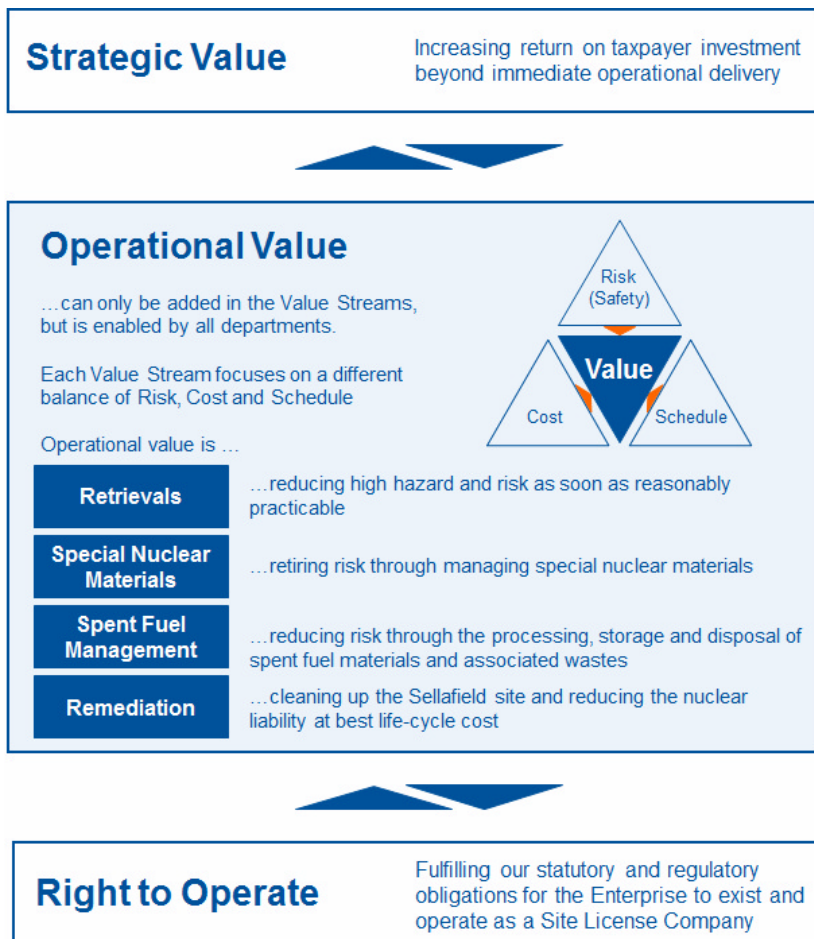 Strategic Value
Increasing return on taxpayer investment
beyond immediate operational delivery
Operational Value
…can only be added in the Value Streams,
but is enabled by all departments.
Each Value Stream focuses on a different
balance of Risk, Cost and Schedule
Operational value is …
Risk
(Safety)
Value
Cost
Schedule
Retrievals
…reducing high hazard and risk as soon as reasonably
practicable
Special Nuclear
Materials
…retiring risk through managing special nuclear materials
Spent Fuel
Management
…reducing risk through the processing, storage and disposal of
spent fuel materials and associated wastes
Remediation
…cleaning up the Sellafield site and reducing the nuclear
liability at best life-cycle cost
Right to Operate
Fulfilling our statutory and regulatory
obligations for the Enterprise to exist and
operate as a Site License Company